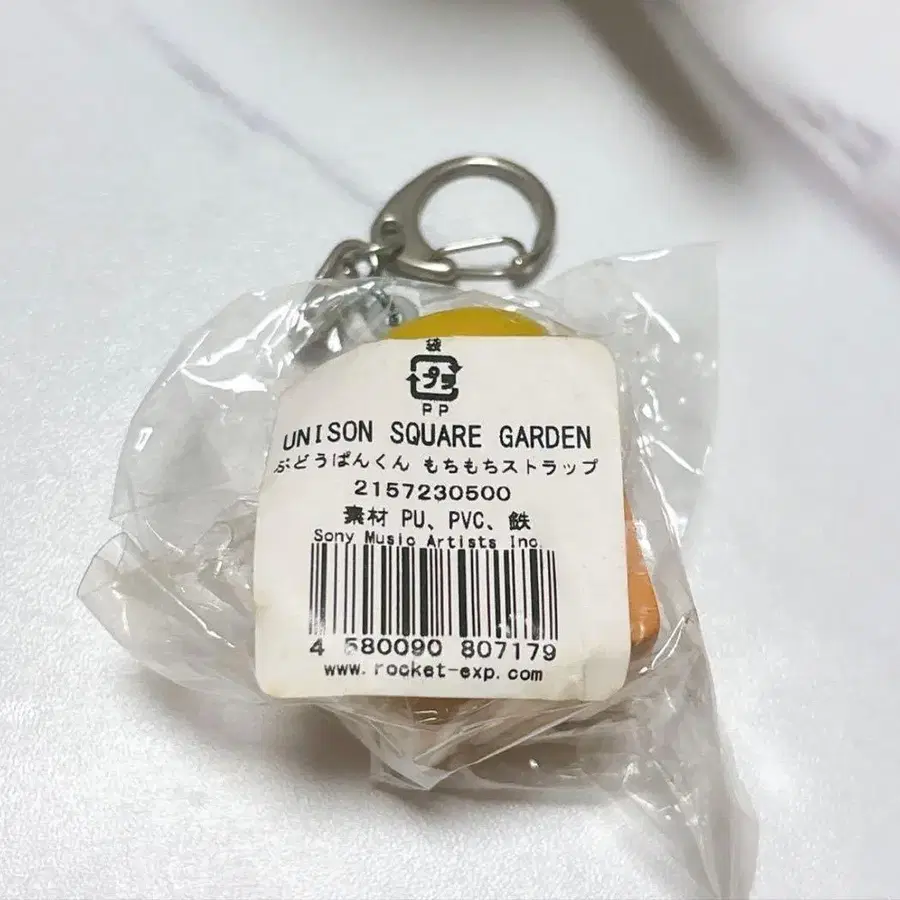 袋
プラ
PP
UNISON SQUARE GARDEN
ぶどうぱんくん もちもちストラップ
2157230500
素材 PU、PVC、鉄
Sony Music Artists Inc.
4 580090 807179
www.rocket-exp.com